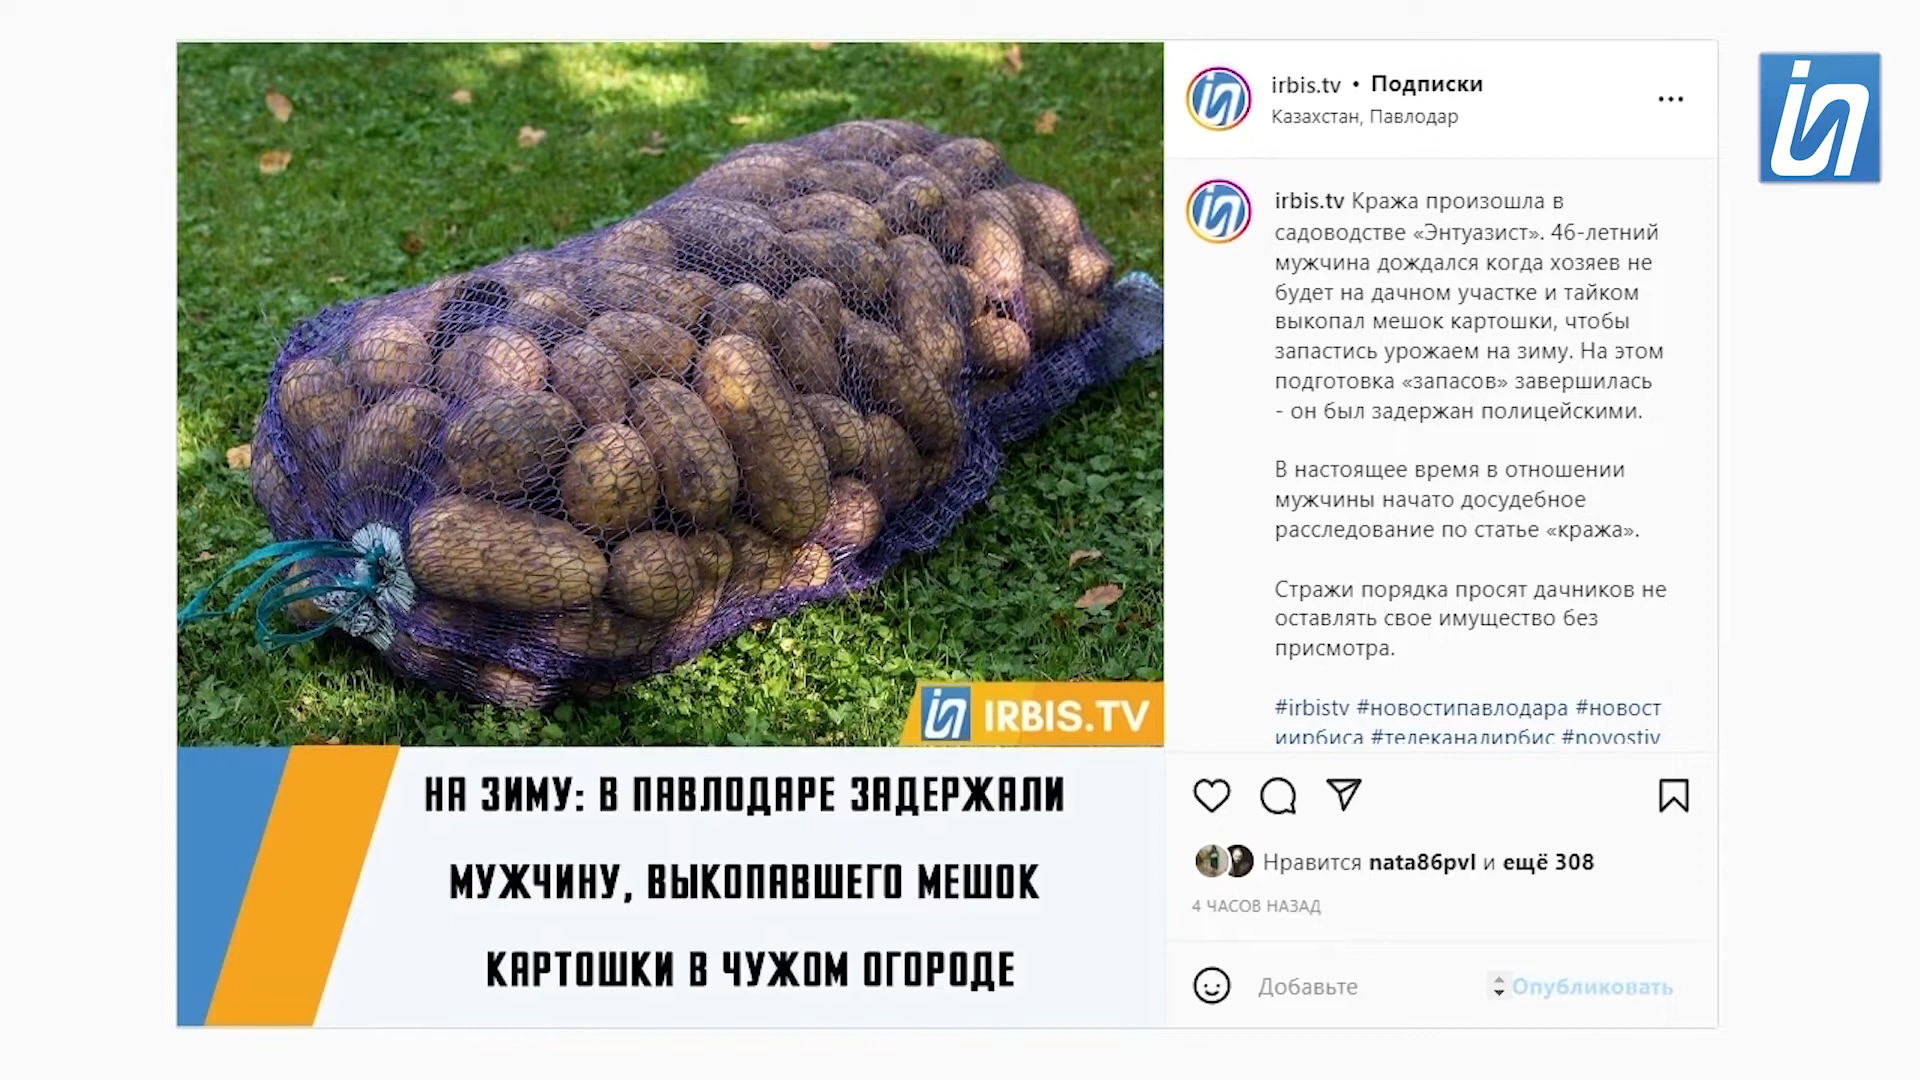 irbis.tv • Подписки
Казахстан, Павлодар
irbis.tv Кража произошла в
садоводстве «Энтуазист». 46-летний
мужчина дождался когда хозяев не
будет на дачном участке и тайком
выкопал мешок картошки, чтобы
запастись урожаем на зиму. На этом
подготовка «запасов» завершилась
- он был задержан полицейскими.
В настоящее время в отношении
мужчины начато досудебное
расследование по статье «кража».
Стражи порядка просят дачников не
оставлять свое имущество без
присмотра.
#irbistv #новостипавлодара #новост
иирбиса #телеканалирбис #novostiv
Нравится nata86pvl и ещё 308
4 ЧАСОВ НАЗАД
Добавьте
Опубликовать
IRBIS.TV
НА ЗИМУ: В ПАВЛОДАРЕ ЗАДЕРЖАЛИ
МУЖЧИНУ, ВЫКОПАВШЕГО МЕШОК
КАРТОШКИ В ЧУЖОМ ОГОРОДЕ